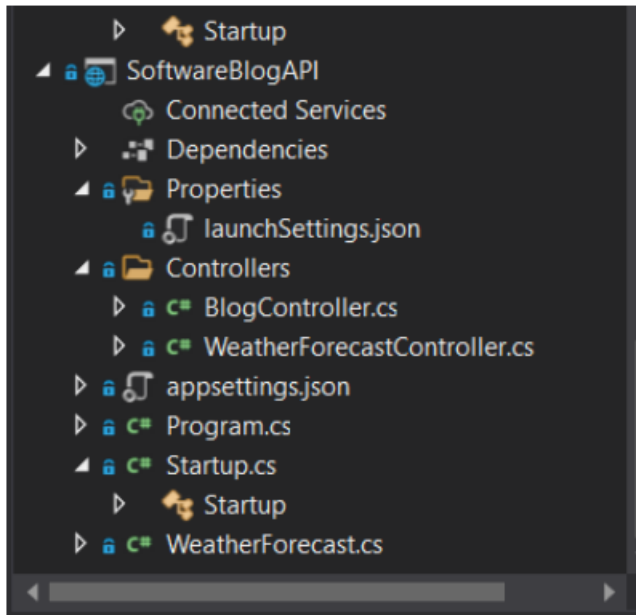 Startup
SoftwareBlogAPI
Connected Services
Dependencies
Properties
launchSettings.json
Controllers
C# BlogController.cs
C# WeatherForecastController.cs
appsettings.json
C# Program.cs
C# Startup.cs
Startup
C# WeatherForecast.cs